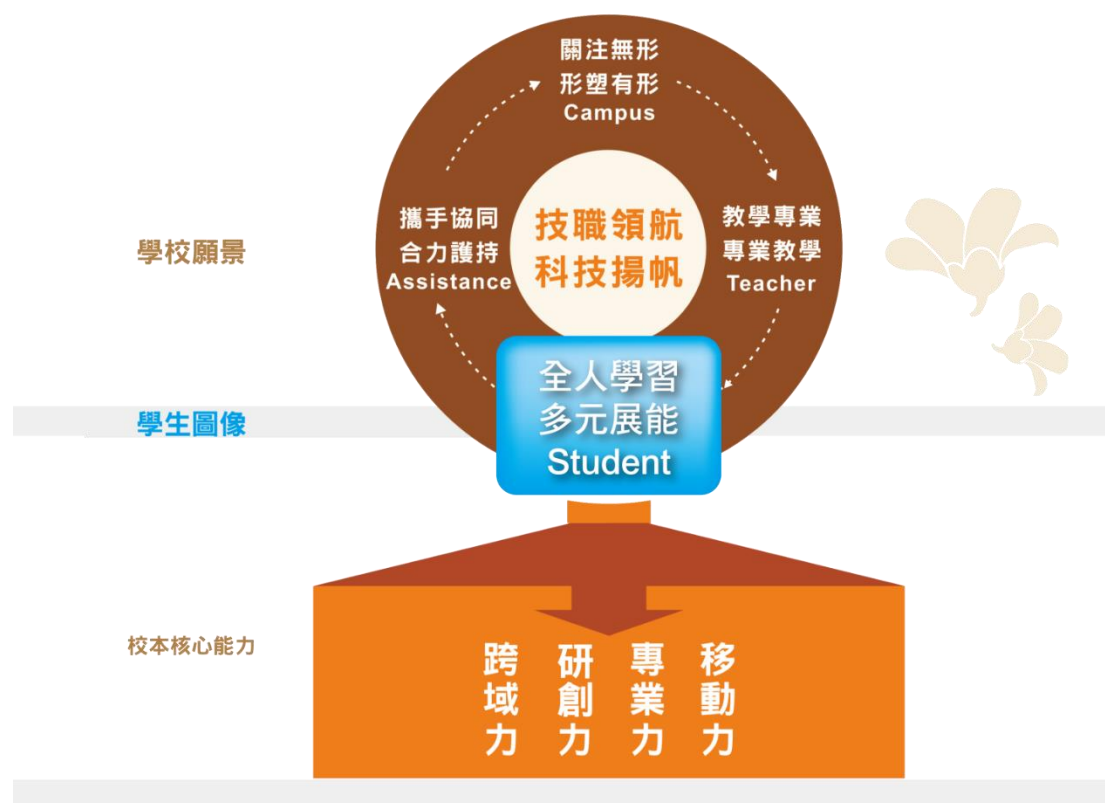 關注無形
形塑有形
Campus
攜手協同
合力護持
Assistance
技職領航
科技揚帆
教學專業
專業教學
Teacher
學校願景
全人學習
多元展能
Student
學生圖像
校本核心能力
跨域力
研創力
專業力
移動力